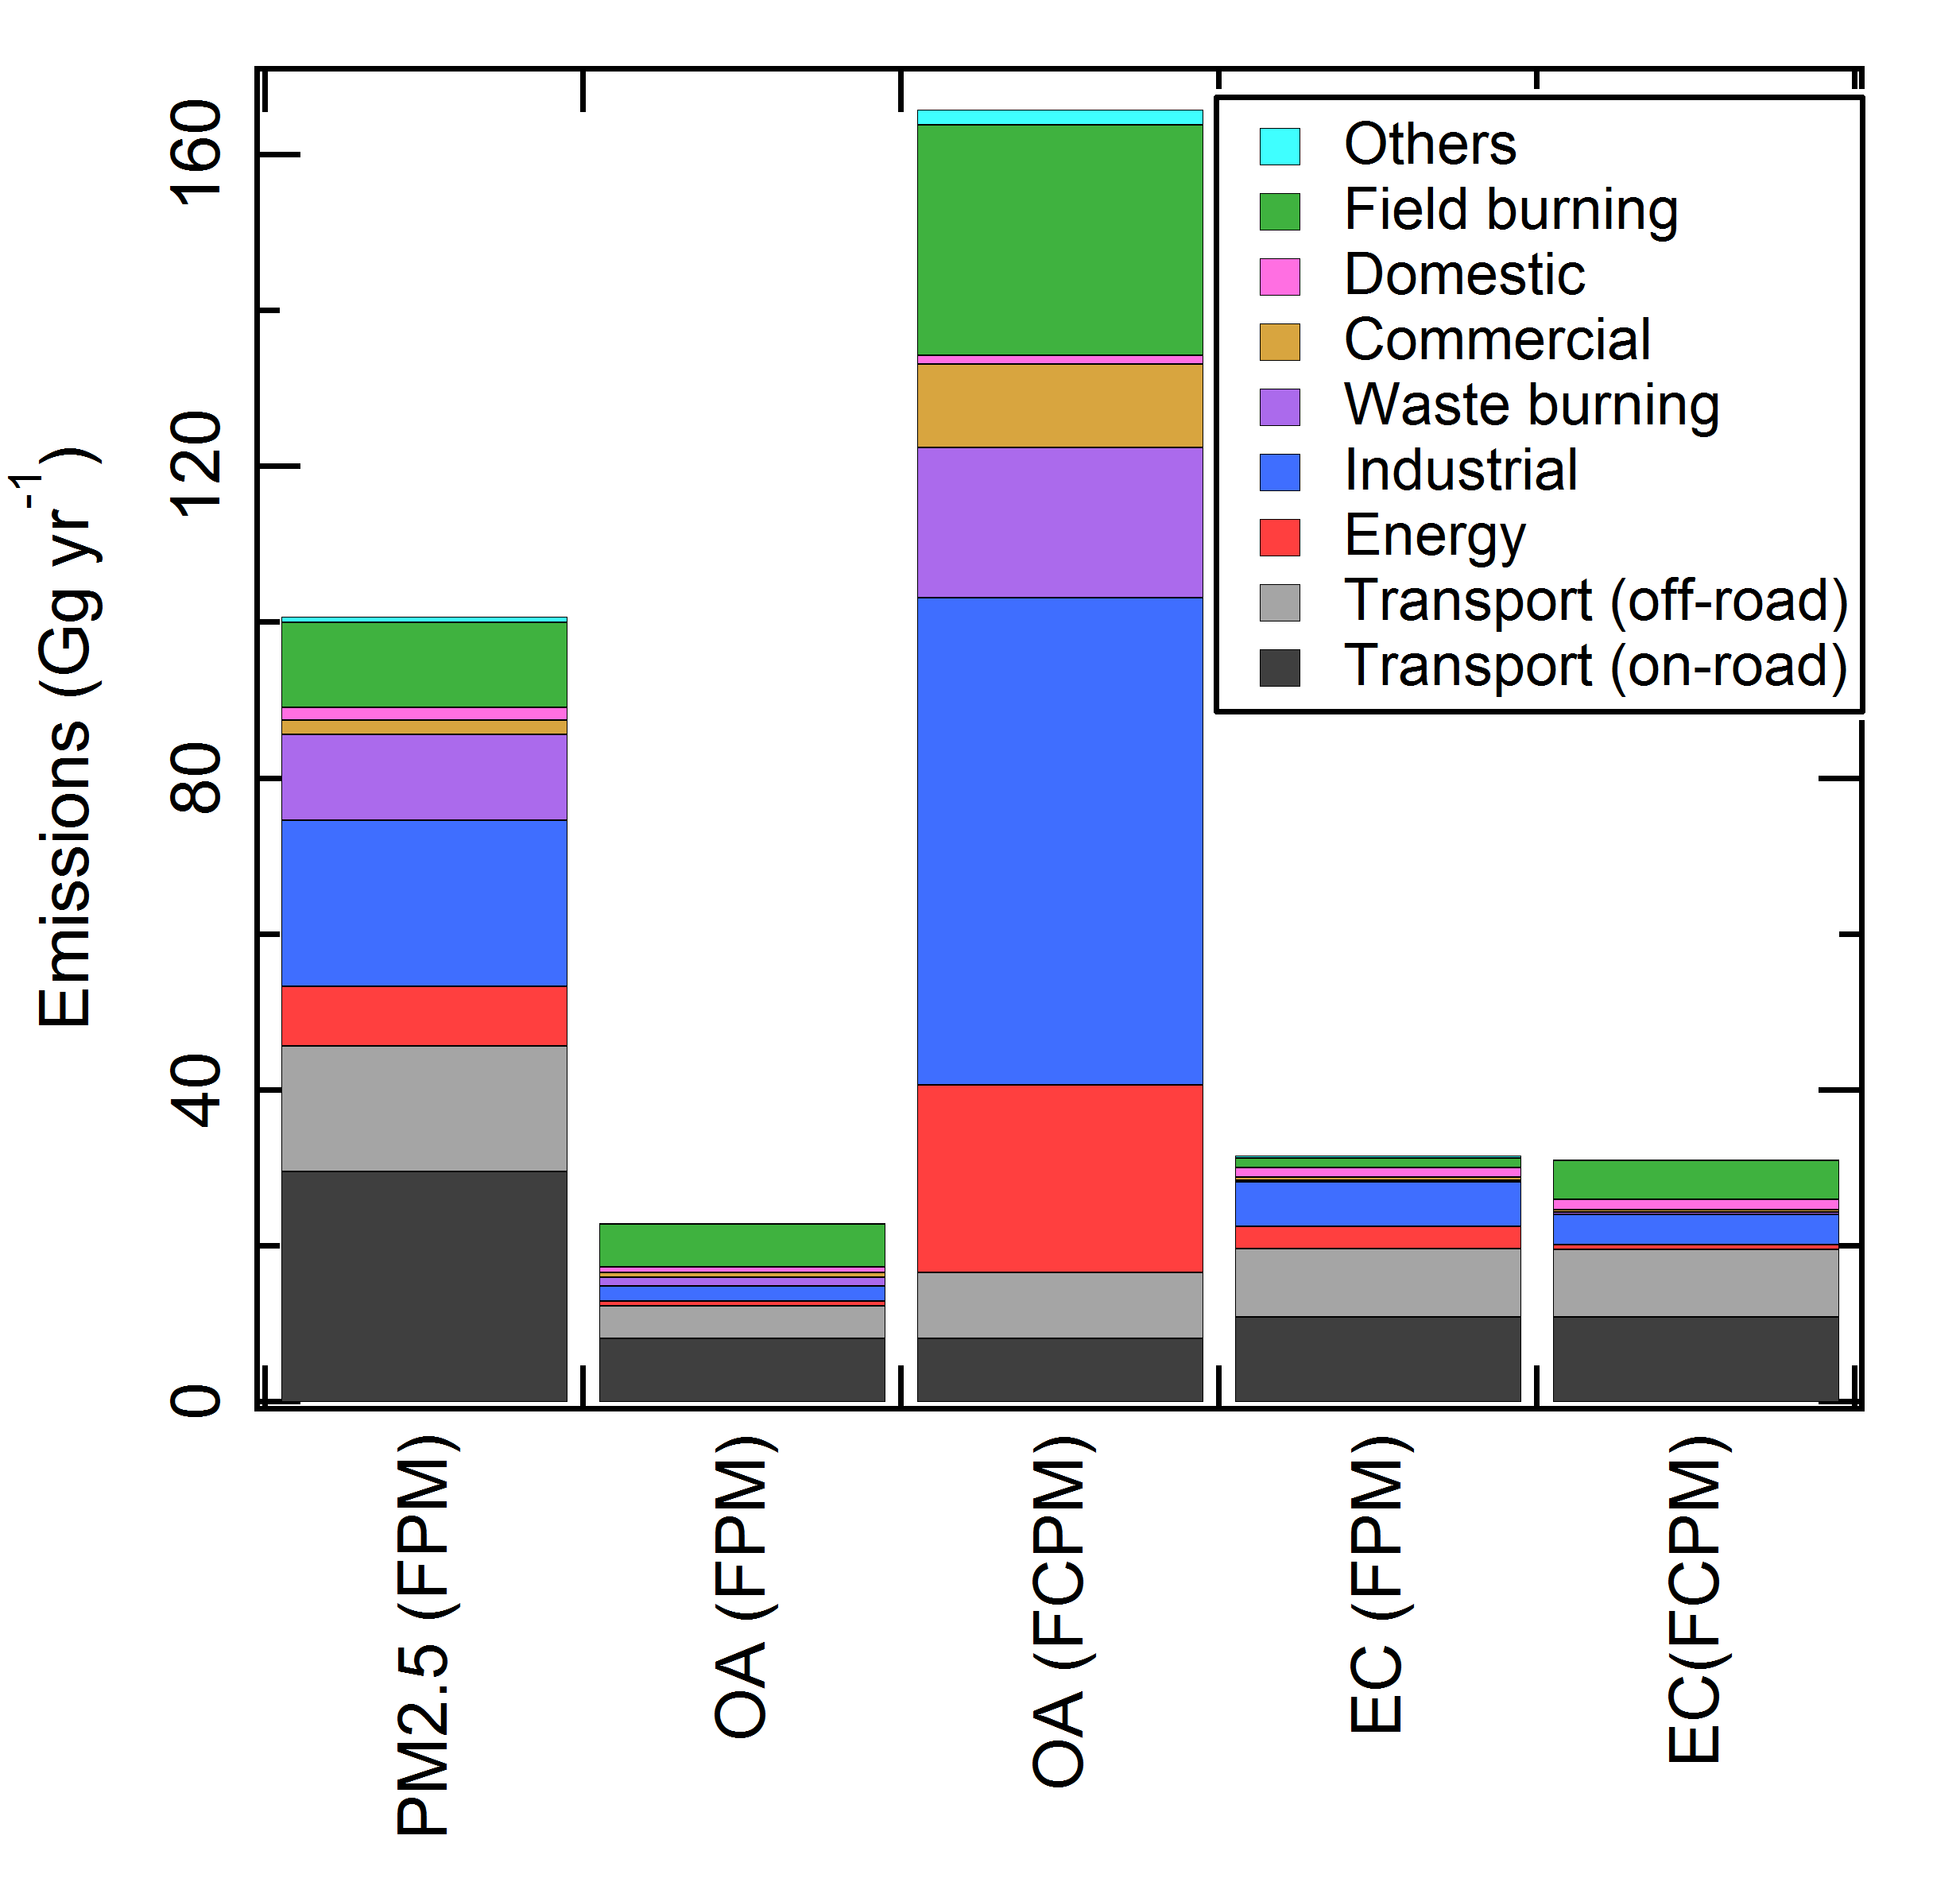 Emissions (Gg yr-1)
160
120
80
40
0
Others
Field burning
Domestic
Commercial
Waste burning
Industrial
Energy
Transport (off-road)
Transport (on-road)
PM2.5 (FPM)
OA (FPM)
OA (FCPM)
EC (FPM)
EC(FCPM)